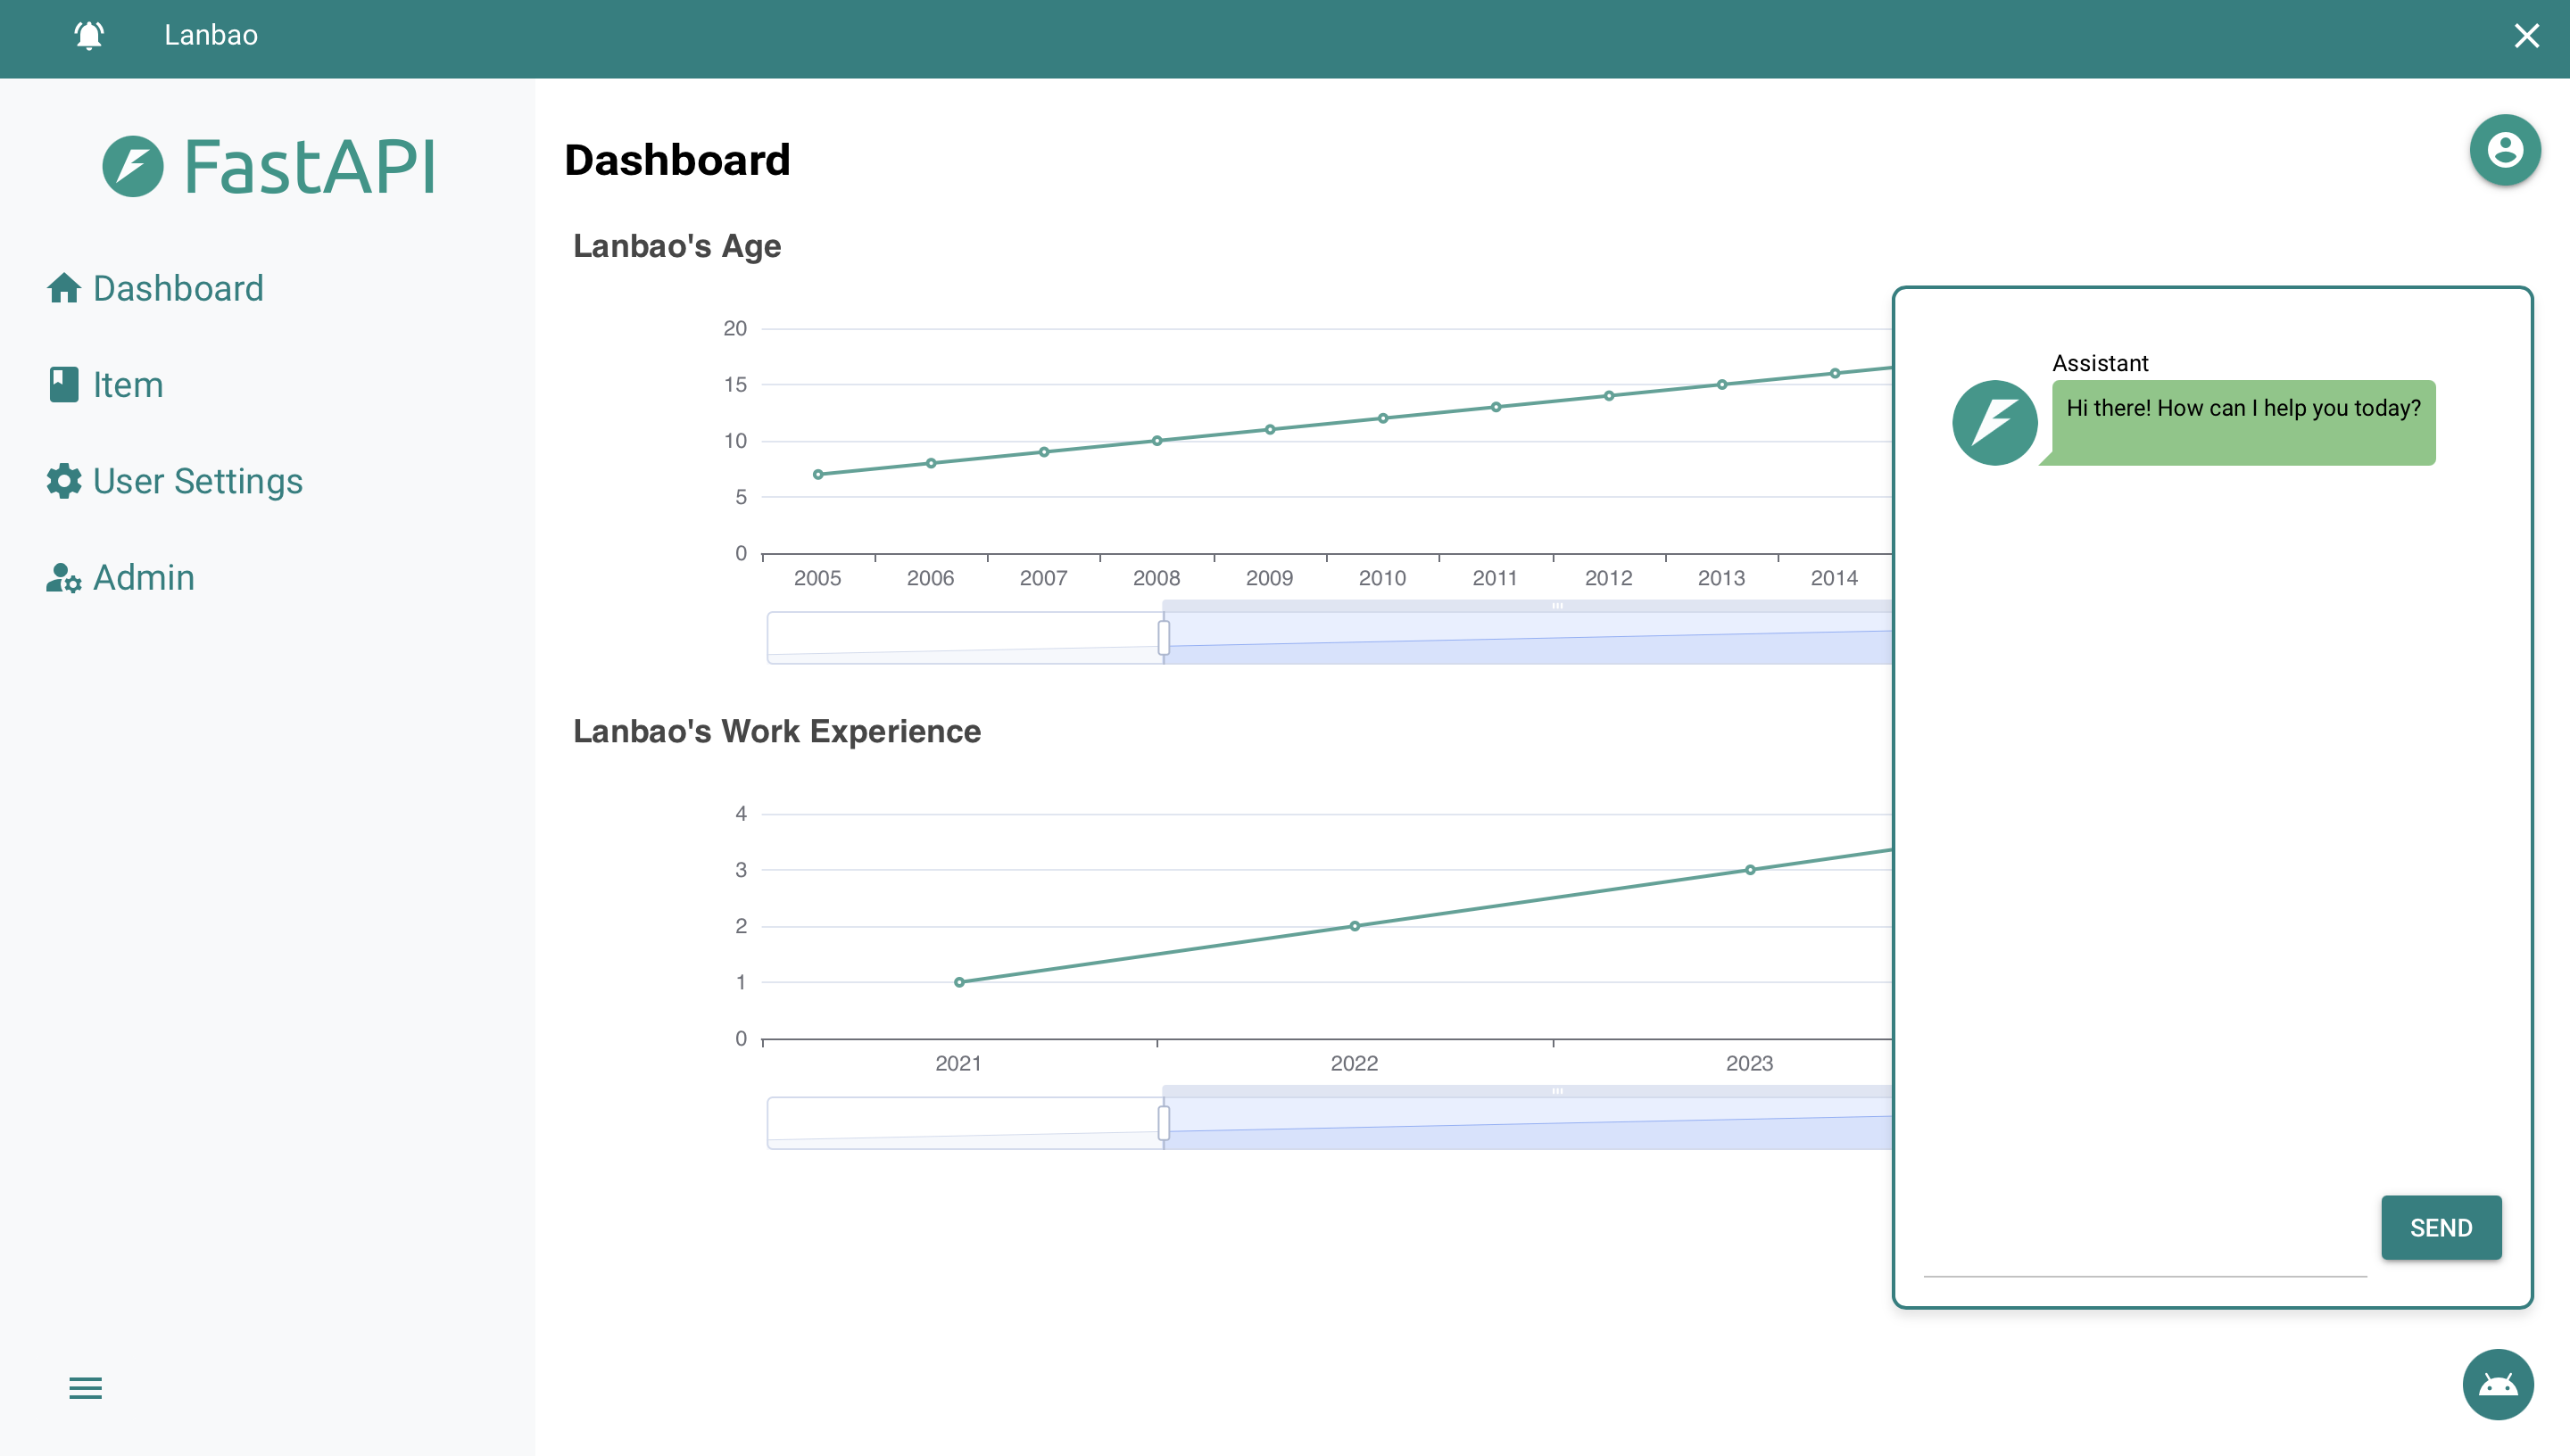 Lanbao
FastAPI
Dashboard
Item
User Settings
Admin
Dashboard
Lanbao's Age
20
15
10
5
0
2005 2006 2007 2008 2009 2010 2011 2012 2013 2014
Lanbao's Work Experience
4
3
2
1
0
2021 2022 2023
Assistant
Hi there! How can I help you today?
SEND